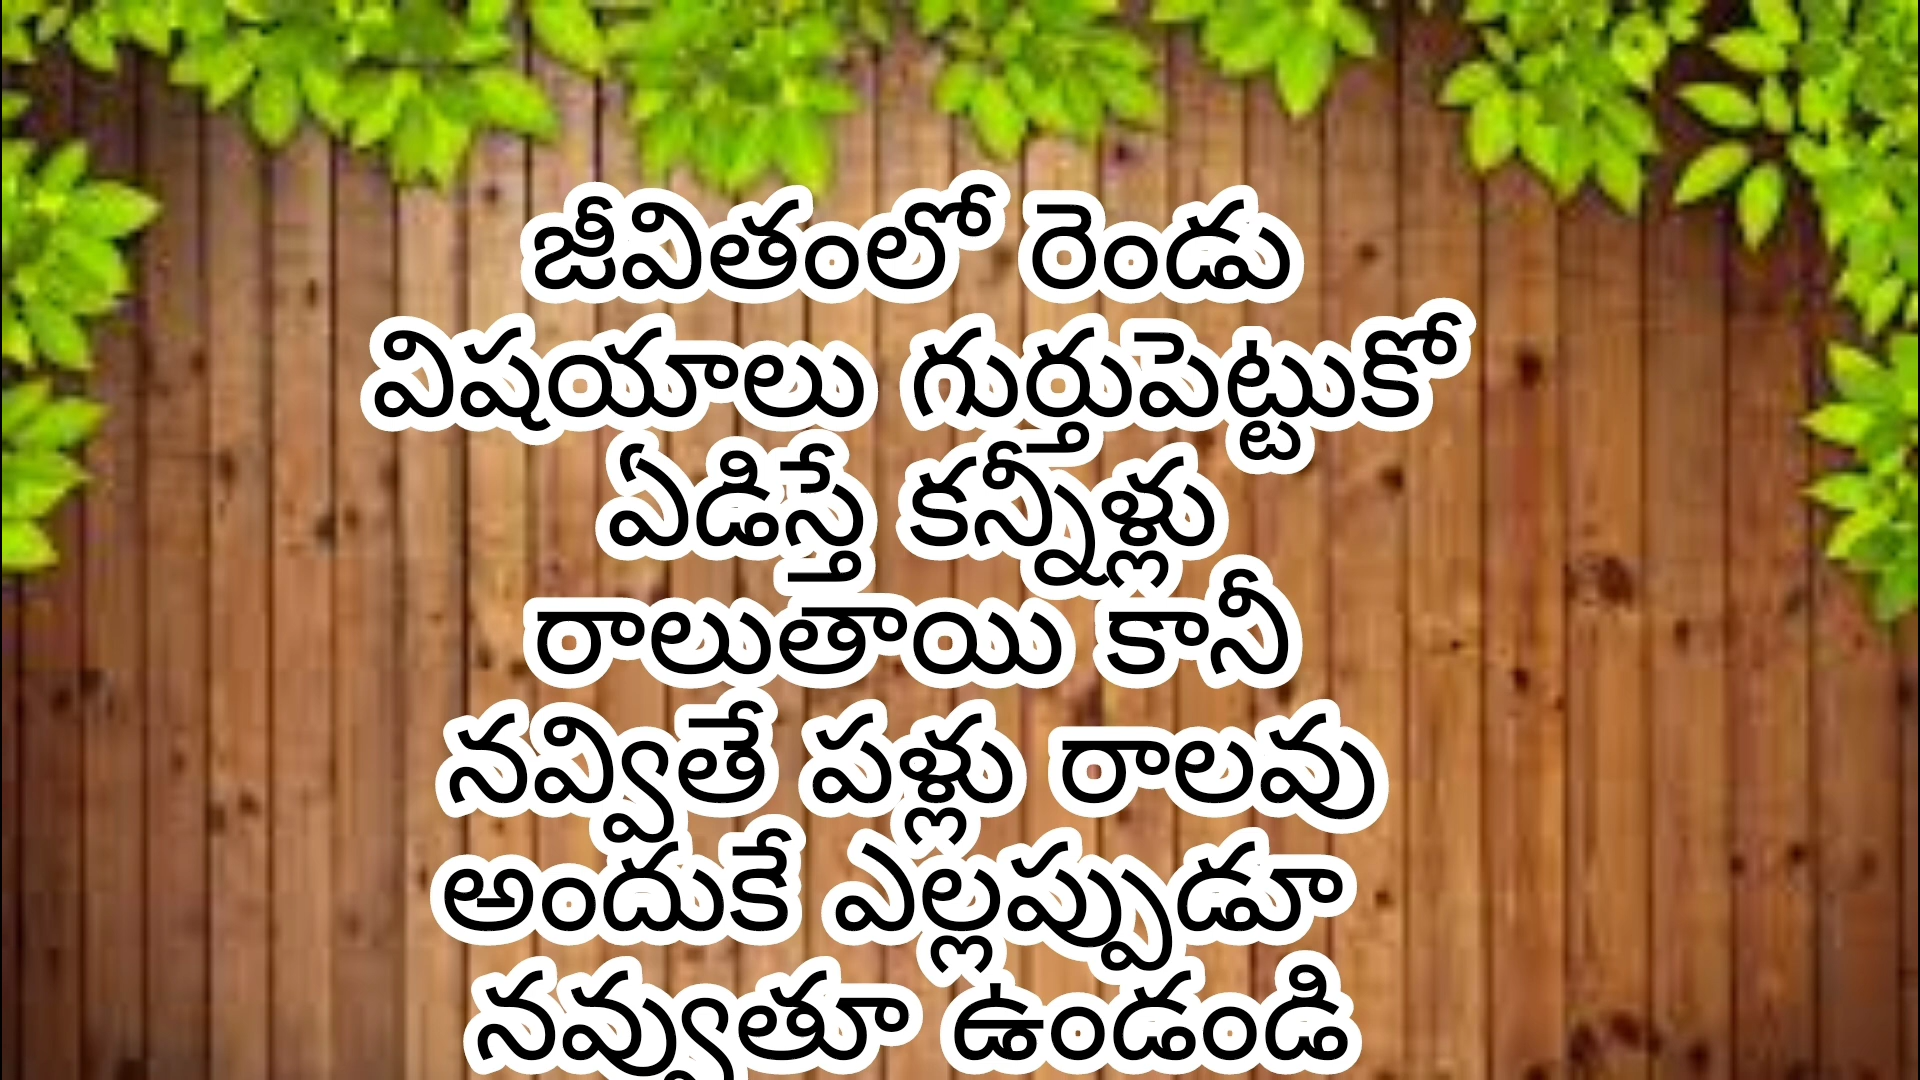 జీవితంలో రెండు
విషయాలు గుర్తుపెట్టుకో
ఏడిస్తే కన్నీళ్లు
రాలుతాయి కానీ
నవ్వితే పళ్లు రాలవు
అందుకే ఎల్లప్పుడూ
నవ్వుతూ ఉండండి